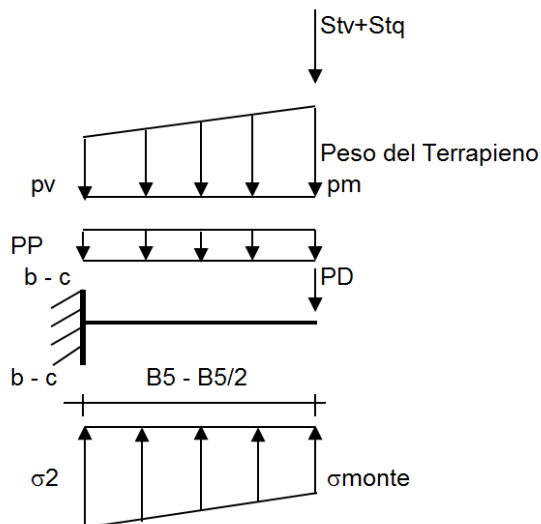 Stv+Stq
Peso del Terrapieno
pv pm
PP
b - c PD
b - c B5 - B5/2
σ2 σmonte